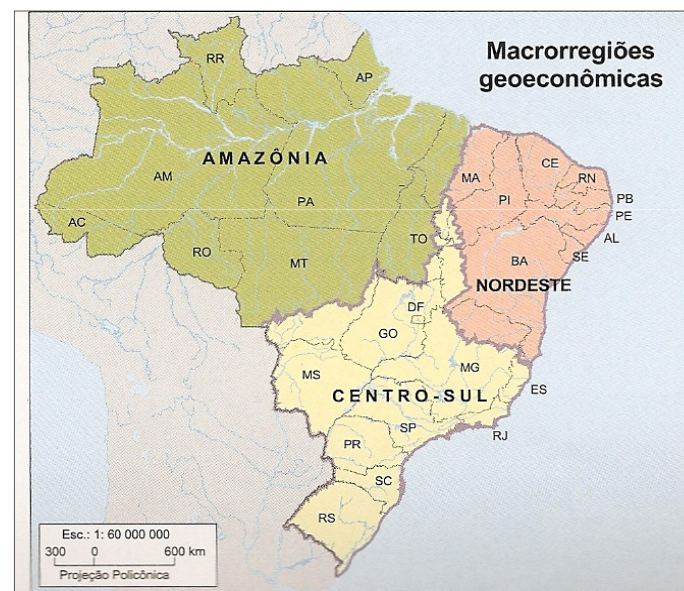 Macrorregiões
geoeconômicas
RR
AP
AMAZÔNIA
AM
PA
AC
RO
MT
TO
MA
CE
RN
PI
PB
PE
AL
SE
BA
NORDESTE
DF
GO
MG
MS
ES
CENTRO-SUL
SP
RJ
PR
SC
RS
Esc.: 1: 60 000 000
300 0 600 km
Projeção Policônica